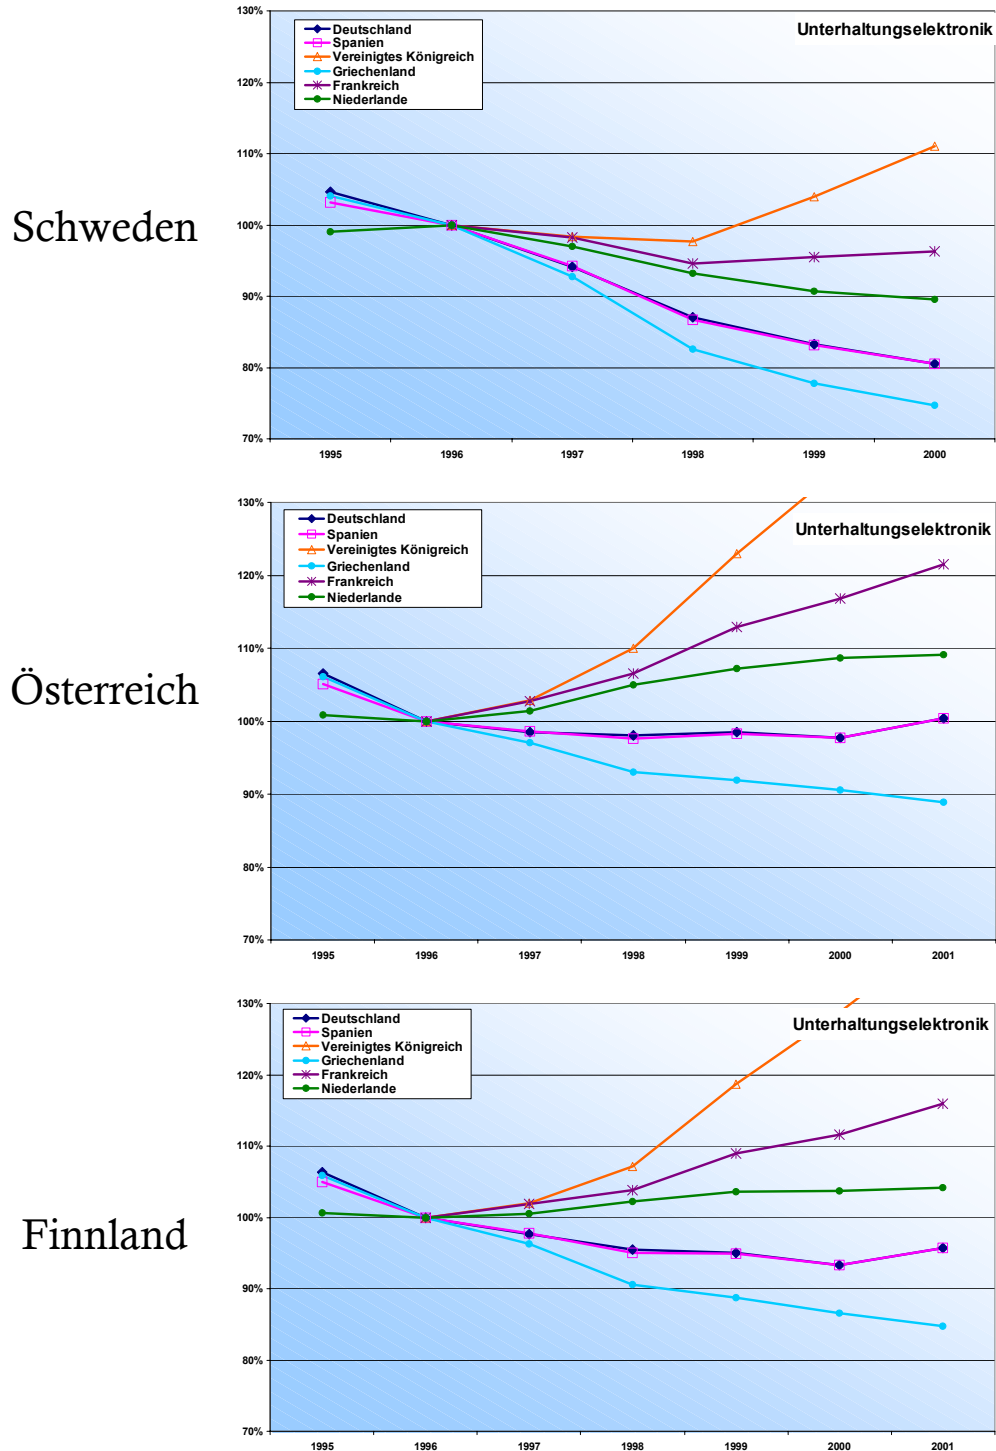 130%
Unterhaltungselektronik
Deutschland
Spanien
Vereinigtes Königreich
Griechenland
Frankreich
Niederlande
120%
110%
Schweden
100%
90%
80%
70%
1995 1996 1997 1998 1999 2000
130%
Unterhaltungselektronik
Deutschland
Spanien
Vereinigtes Königreich
Griechenland
Frankreich
Niederlande
120%
110%
Österreich
100%
90%
80%
70%
1995 1996 1997 1998 1999 2000 2001
130%
Unterhaltungselektronik
Deutschland
Spanien
Vereinigtes Königreich
Griechenland
Frankreich
Niederlande
120%
110%
100%
Finnland
90%
80%
70%
1995 1996 1997 1998 1999 2000 2001